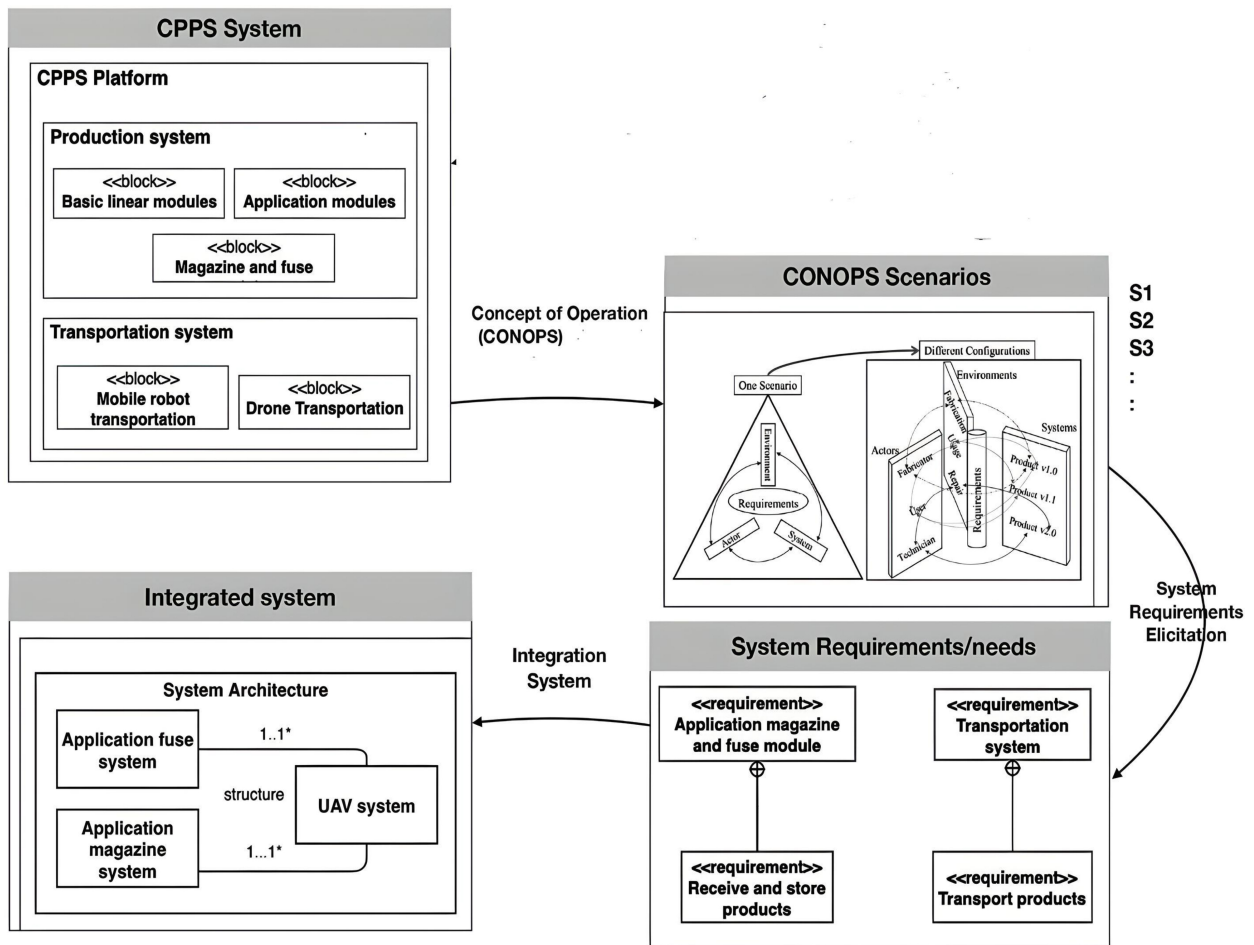 CPPS System
CPPS Platform
Production system
<<block>>
Basic linear modules
<<block>>
Application modules
<<block>>
Magazine and fuse
Transportation system
<<block>>
Mobile robot
transportation
<<block>>
Drone Transportation
Concept of Operation
(CONOPS)
CONOPS Scenarios
One Scenario
Environment
Requirements
Actor
System
Different Configurations
Environments
Fabrication
Usage
Repair
Actors
Fabricator
User
Technician
Requirements
Systems
Product v1.0
Product v1.1
Product v2.0
S1
S2
S3
:
:
System
Requirements
Elicitation
System Requirements/needs
<<requirement>>
Application magazine
and fuse module
<<requirement>>
Transportation
system
<<requirement>>
Receive and store
products
<<requirement>>
Transport products
Integration
System
Integrated system
System Architecture
Application fuse
system
1..1*
structure
UAV system
Application
magazine
system
1...1*